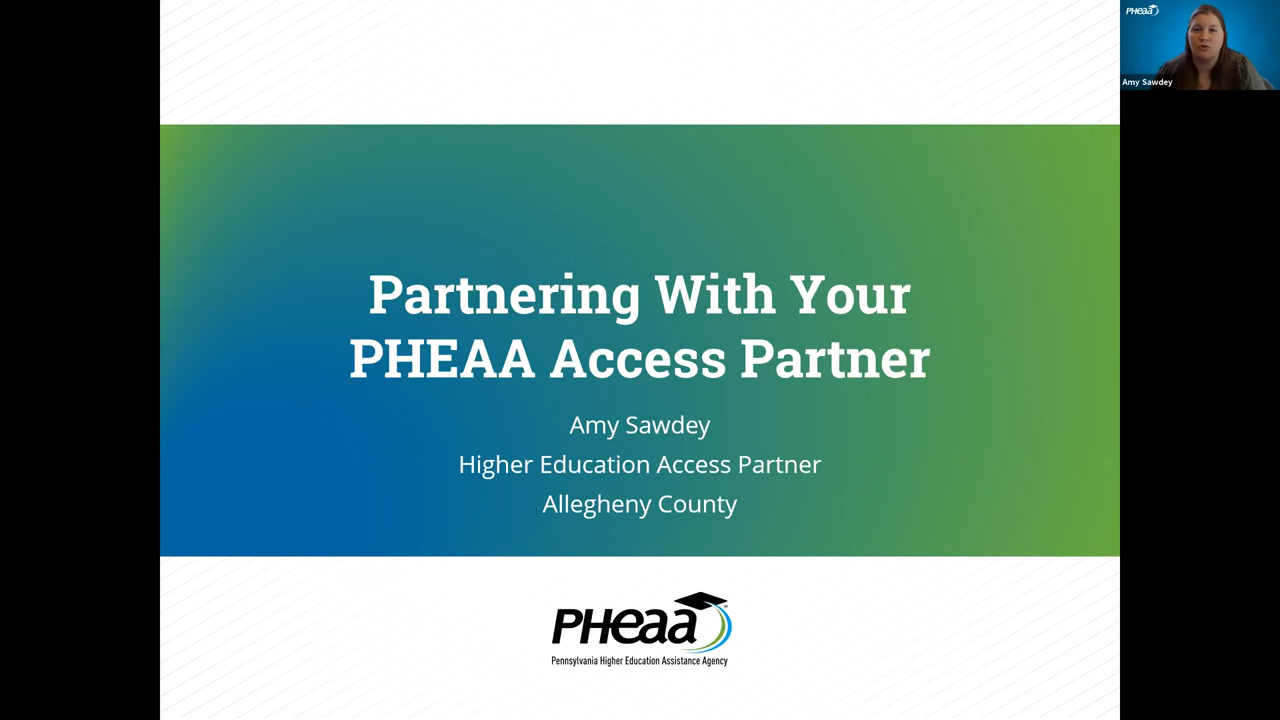 PHEAA
Amy Sawdey
Partnering With Your
PHEAA Access Partner
Amy Sawdey
Higher Education Access Partner
Allegheny County
PHEAA
Pennsylvania Higher Education Assistance Agency